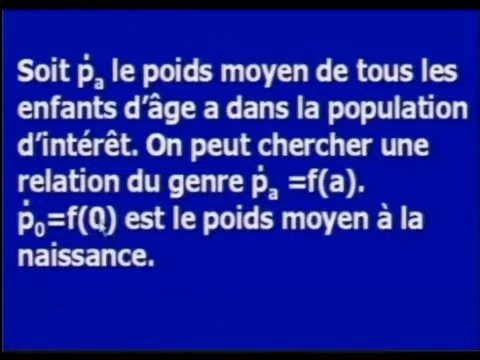 Soit ṗₐ le poids moyen de tous les
enfants d'âge a dans la population
d'intérêt. On peut chercher une
relation du genre ṗₐ =f(a).
ṗ₀=f(0) est le poids moyen à la
naissance.